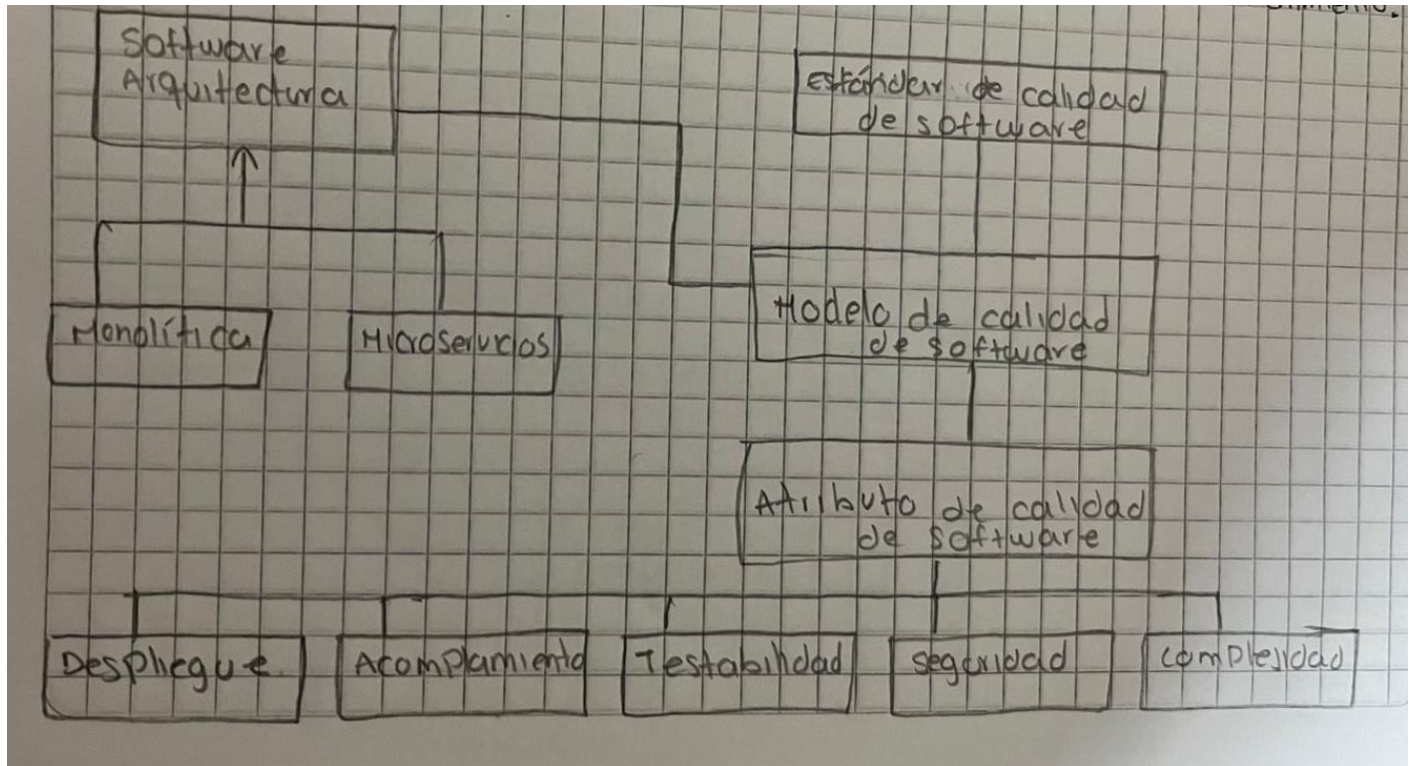 Software
Arquitectura
Estándar de calidad
de software
Monolítica
Microservicios
Modelo de calidad
de software
Atributo de calidad
de software
Despliegue
Acomplamiento
Testabilidad
seguridad
complejidad